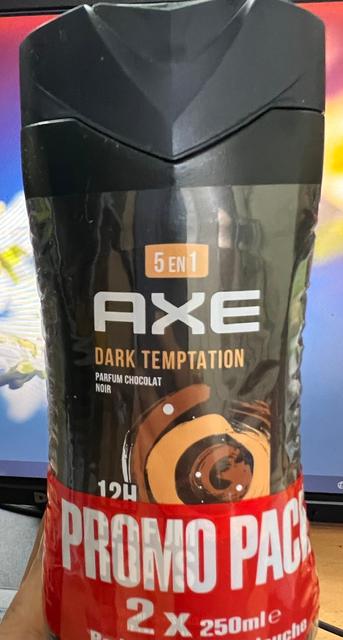 5 EN 1
AXE
DARK TEMPTATION
PARFUM CHOCOLAT
NOIR
12H
PROMO PACK
2 x 250ml e